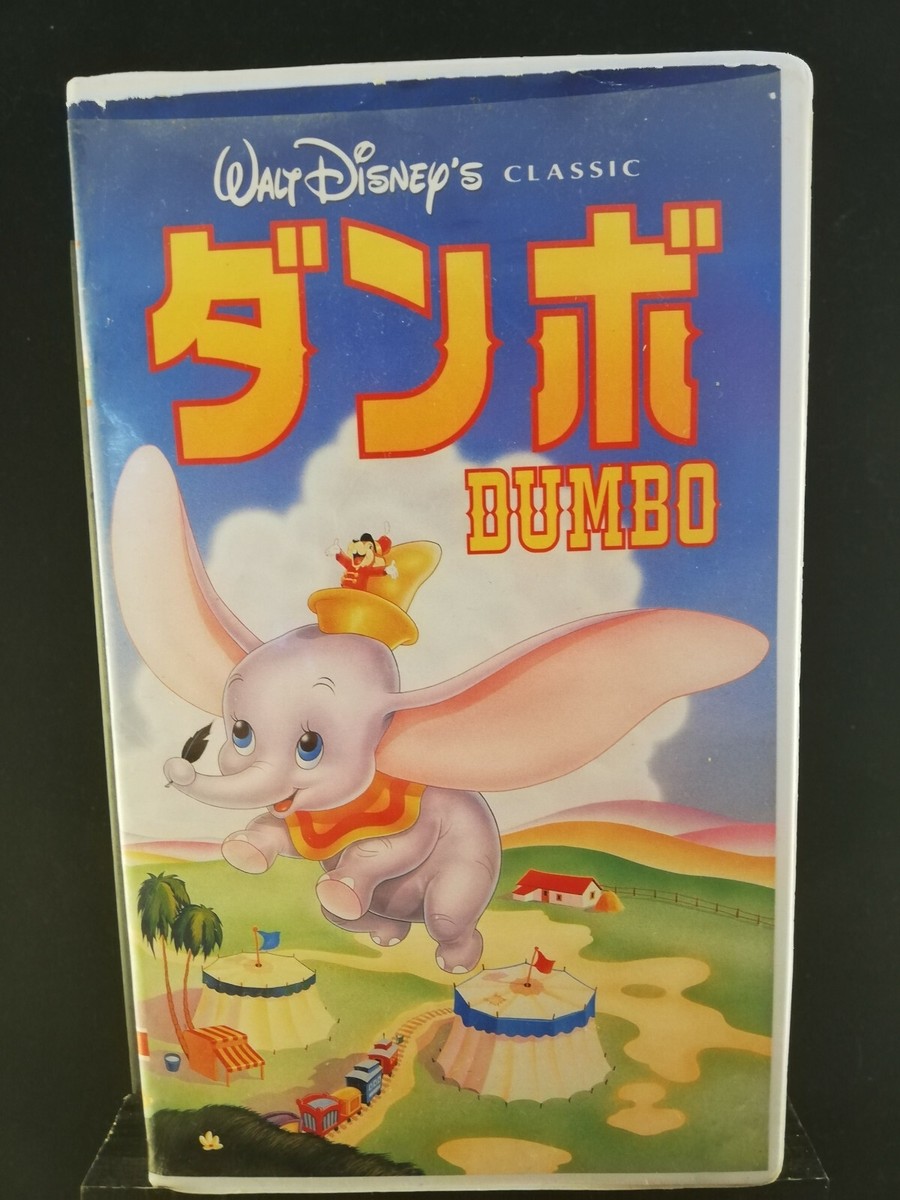 WALT DISNEY'S CLASSIC
ダンボ
DUMBO